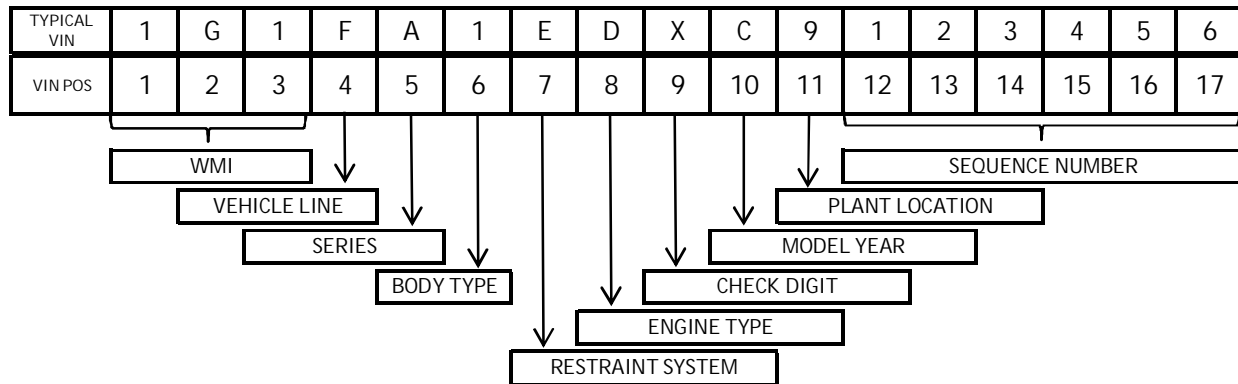 TYPICAL VIN 1 G 1 F A 1 E D X C 9 1 2 3 4 5 6
VIN POS 1 2 3 4 5 6 7 8 9 10 11 12 13 14 15 16 17
WMI SEQUENCE NUMBER
VEHICLE LINE PLANT LOCATION
SERIES MODEL YEAR
BODY TYPE CHECK DIGIT
ENGINE TYPE
RESTRAINT SYSTEM